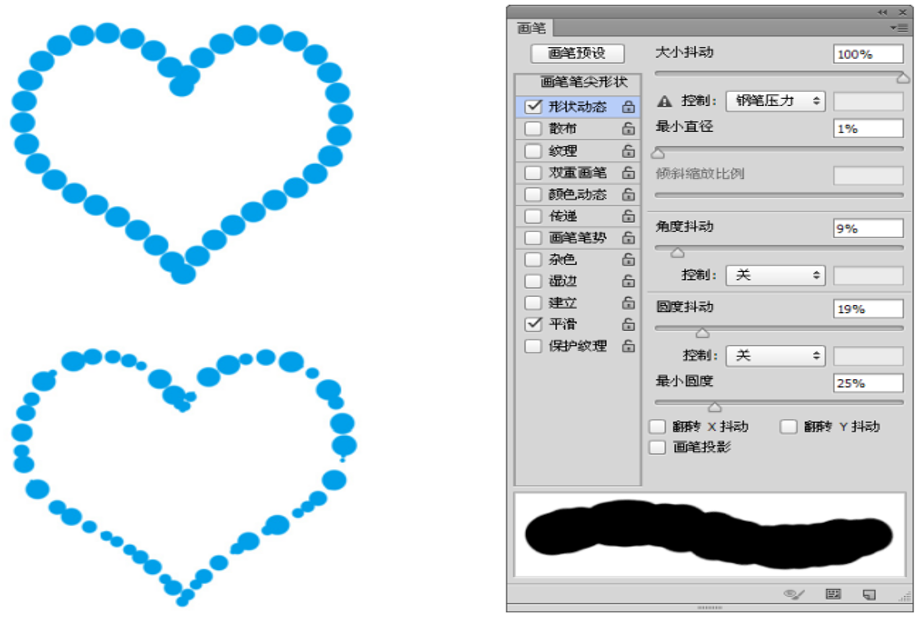 画笔
画笔预设
画笔笔尖形状
形状动态
散布
纹理
双重画笔
颜色动态
传递
画笔笔势
杂色
湿边
建立
平滑
保护纹理
大小抖动 100%
控制: 钢笔压力
最小直径 1%
倾斜缩放比例
角度抖动 9%
控制: 关
圆度抖动 19%
控制: 关
最小圆度 25%
翻转 X 抖动 翻转 Y 抖动
画笔投影